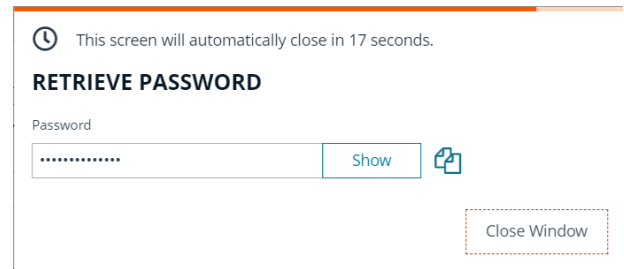 This screen will automatically close in 17 seconds.
RETRIEVE PASSWORD
Password
••••••••••••••
Show
Close Window